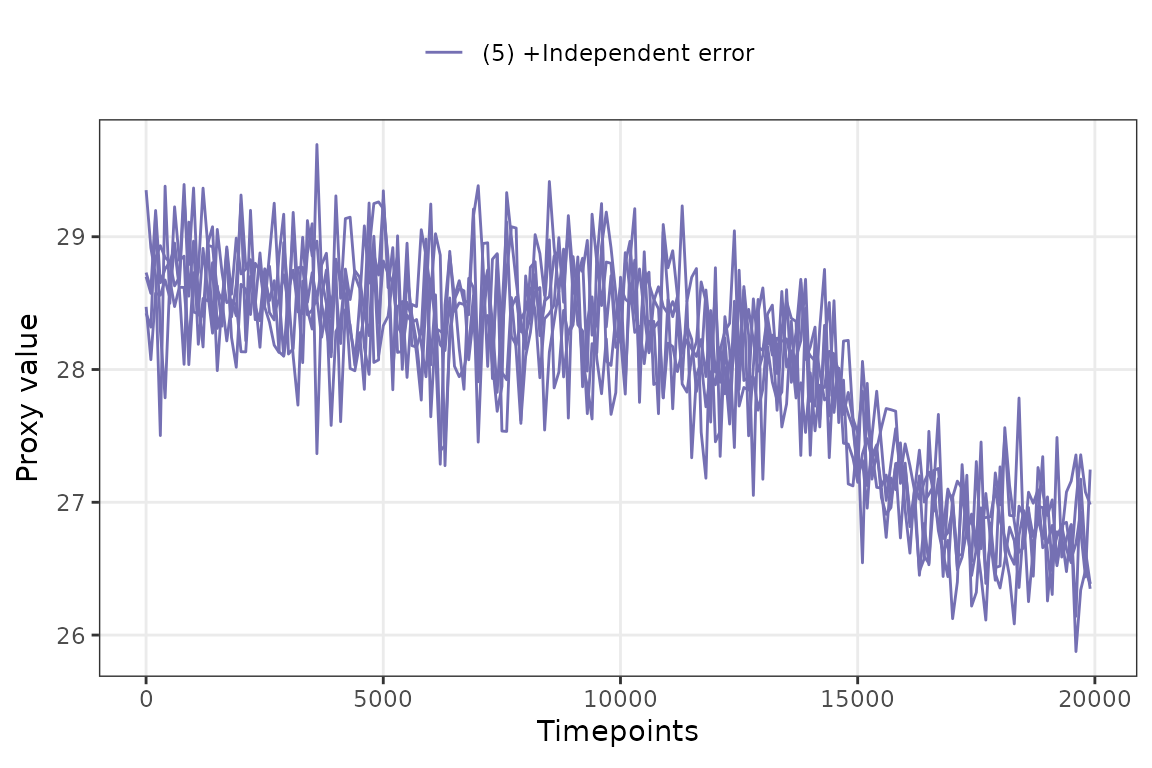 (5) +Independent error
Proxy value
29
28
27
26
0 5000 10000 15000 20000
Timepoints